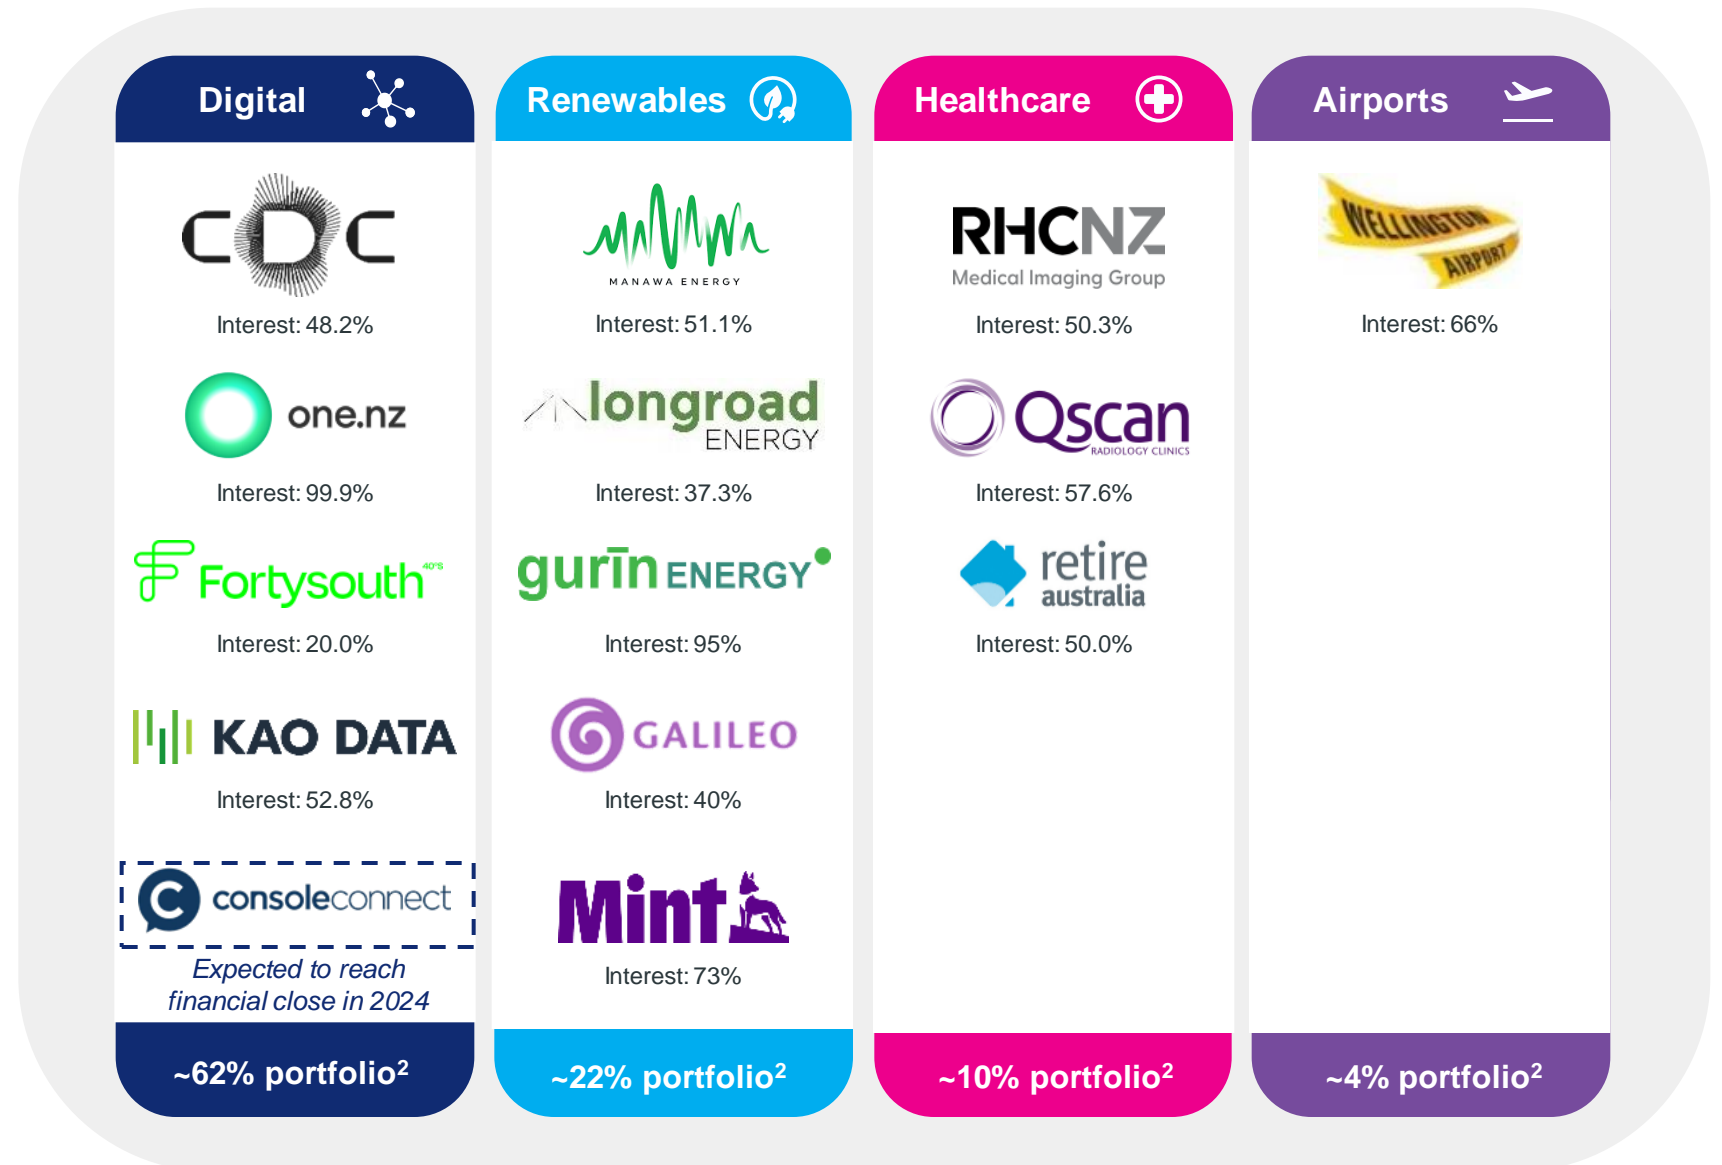 Digital
CDC
Interest: 48.2%
one.nz
Interest: 99.9%
Fortysouth 40°S
Interest: 20.0%
KAO DATA
Interest: 52.8%
C consoleconnect
Expected to reach
financial close in 2024
~62% portfolio²
Renewables
MANAWA
MANAWA ENERGY
Interest: 51.1%
longroad
ENERGY
Interest: 37.3%
gurīn ENERGY
Interest: 95%
GALILEO
Interest: 40%
Mint
Interest: 73%
~22% portfolio²
Healthcare
RHCNZ
Medical Imaging Group
Interest: 50.3%
Qscan
RADIOLOGY CLINICS
Interest: 57.6%
retire
australia
Interest: 50.0%
~10% portfolio²
Airports
WELLINGTON
AIRPORT
Interest: 66%
~4% portfolio²